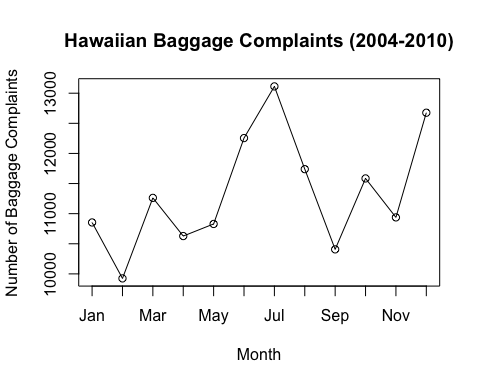 Hawaiian Baggage Complaints (2004-2010)
Number of Baggage Complaints
13000
12000
11000
10000
Jan Mar May Jul Sep Nov
Month